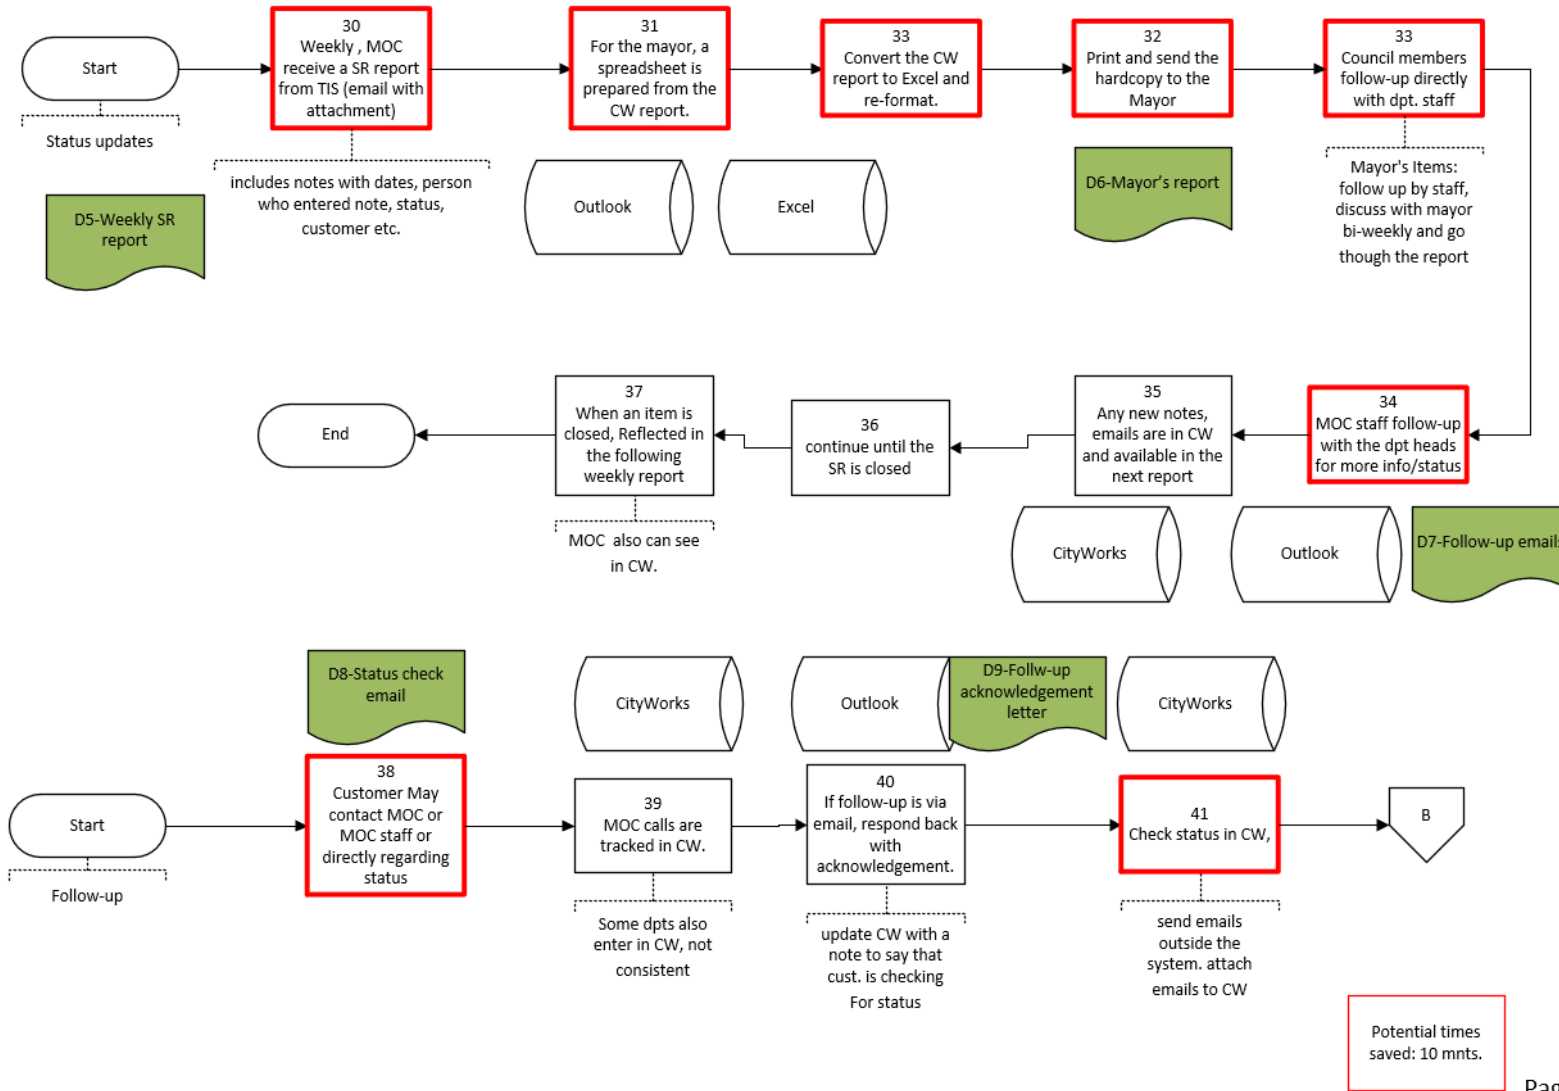 Start
Status updates
30
Weekly , MOC
receive a SR report
from TIS (email with
attachment)
includes notes with dates, person
who entered note, status,
customer etc.
31
For the mayor, a
spreadsheet is
prepared from the
CW report.
33
Convert the CW
report to Excel and
re-format.
32
Print and send the
hardcopy to the
Mayor
33
Council members
follow-up directly
with dpt. staff
Mayor's Items:
follow up by staff,
discuss with mayor
bi-weekly and go
though the report
D5-Weekly SR
report
Outlook
Excel
D6-Mayor’s report
End
37
When an item is
closed, Reflected in
the following
weekly report
MOC also can see
in CW.
36
continue until the
SR is closed
35
Any new notes,
emails are in CW
and available in the
next report
34
MOC staff follow-up
with the dpt heads
for more info/status
CityWorks
Outlook
D7-Follow-up emails
D8-Status check
email
CityWorks
Outlook
D9-Follw-up
acknowledgement
letter
CityWorks
Start
Follow-up
38
Customer May
contact MOC or
MOC staff or
directly regarding
status
39
MOC calls are
tracked in CW.
Some dpts also
enter in CW, not
consistent
40
If follow-up is via
email, respond back
with
acknowledgement.
update CW with a
note to say that
cust. is checking
For status
41
Check status in CW,
send emails
outside the
system. attach
emails to CW
B
Potential times
saved: 10 mnts.
Pag